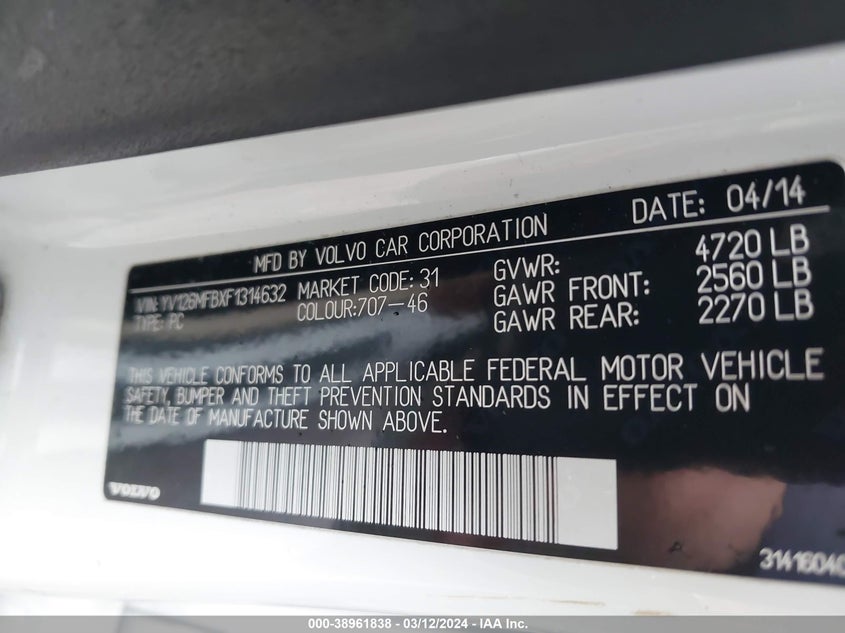 MFD BY VOLVO CAR CORPORATION DATE: 04/14
VIN: YV126MFBXF1314632 MARKET CODE: 31 GVWR: 4720 LB
TYPE: PC COLOUR: 707-46 GAWR FRONT: 2560 LB
GAWR REAR: 2270 LB
THIS VEHICLE CONFORMS TO ALL APPLICABLE FEDERAL MOTOR VEHICLE
SAFETY, BUMPER AND THEFT PREVENTION STANDARDS IN EFFECT ON
THE DATE OF MANUFACTURE SHOWN ABOVE.
VOLVO
3141604
000-38961838 - 03/12/2024 - IAA Inc.